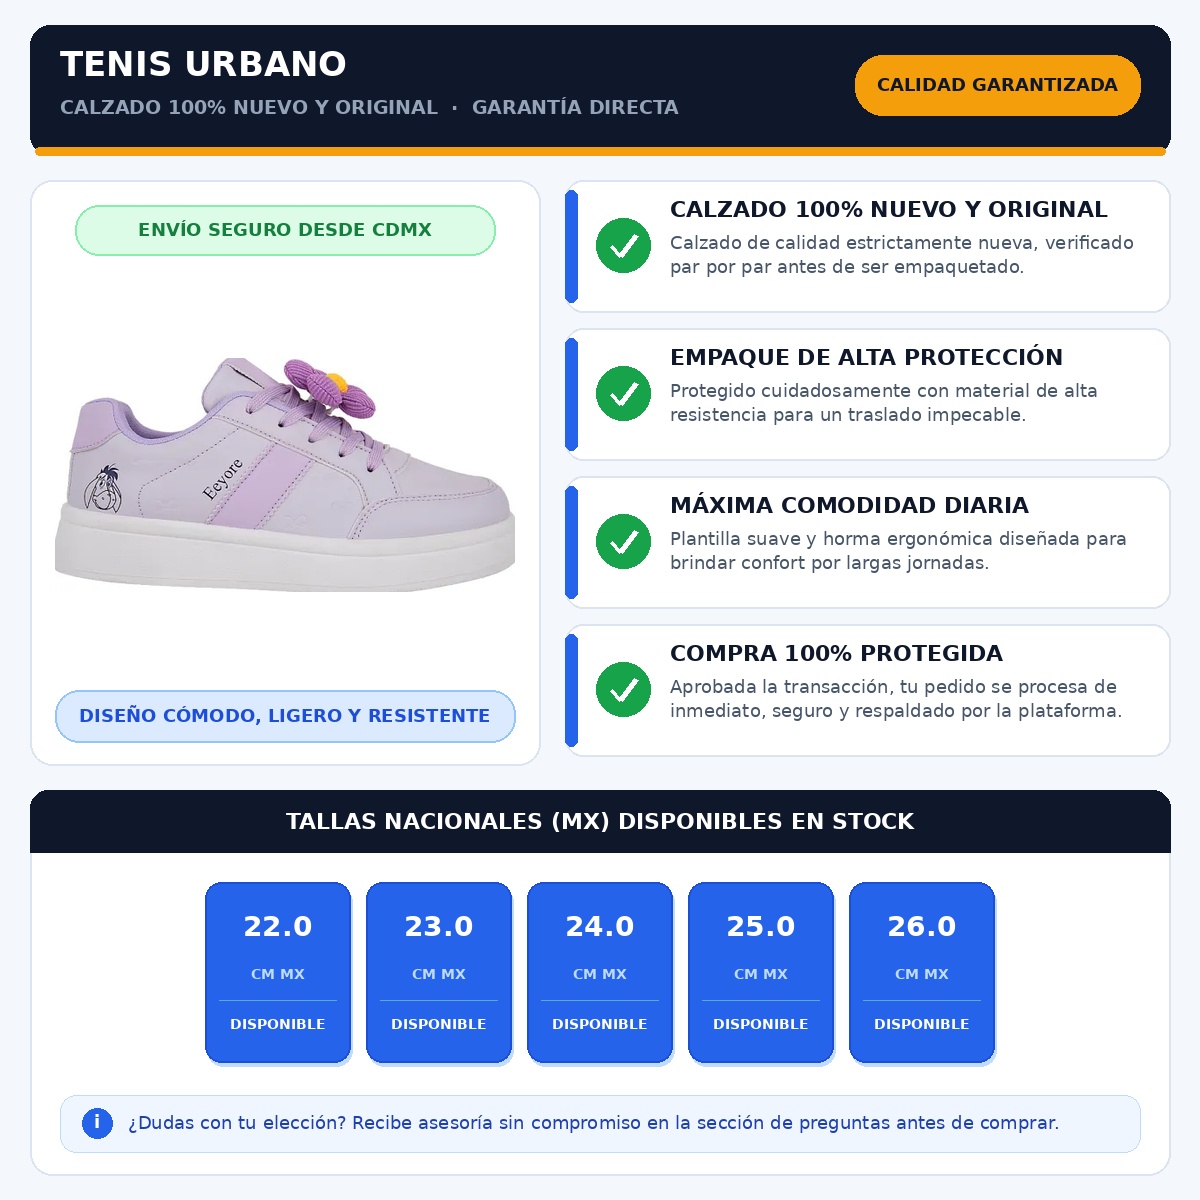 TENIS URBANO
CALZADO 100% NUEVO Y ORIGINAL · GARANTÍA DIRECTA
CALIDAD GARANTIZADA
ENVÍO SEGURO DESDE CDMX
Eeyore
DISEÑO CÓMODO, LIGERO Y RESISTENTE
CALZADO 100% NUEVO Y ORIGINAL
Calzado de calidad estrictamente nueva, verificado
par por par antes de ser empaquetado.
EMPAQUE DE ALTA PROTECCIÓN
Protegido cuidadosamente con material de alta
resistencia para un traslado impecable.
MÁXIMA COMODIDAD DIARIA
Plantilla suave y horma ergonómica diseñada para
brindar confort por largas jornadas.
COMPRA 100% PROTEGIDA
Aprobada la transacción, tu pedido se procesa de
inmediato, seguro y respaldado por la plataforma.
TALLAS NACIONALES (MX) DISPONIBLES EN STOCK
22.0
CM MX
DISPONIBLE
23.0
CM MX
DISPONIBLE
24.0
CM MX
DISPONIBLE
25.0
CM MX
DISPONIBLE
26.0
CM MX
DISPONIBLE
i ¿Dudas con tu elección? Recibe asesoría sin compromiso en la sección de preguntas antes de comprar.